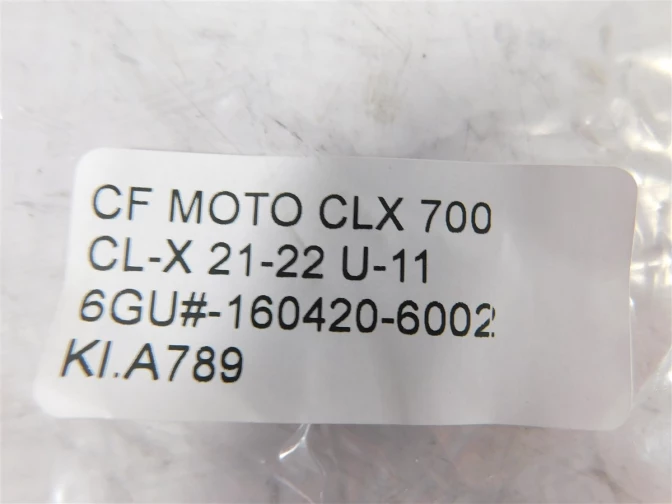 CF MOTO CLX 700
CL-X 21-22 U-11
6GU#-160420-6002
KI.A789